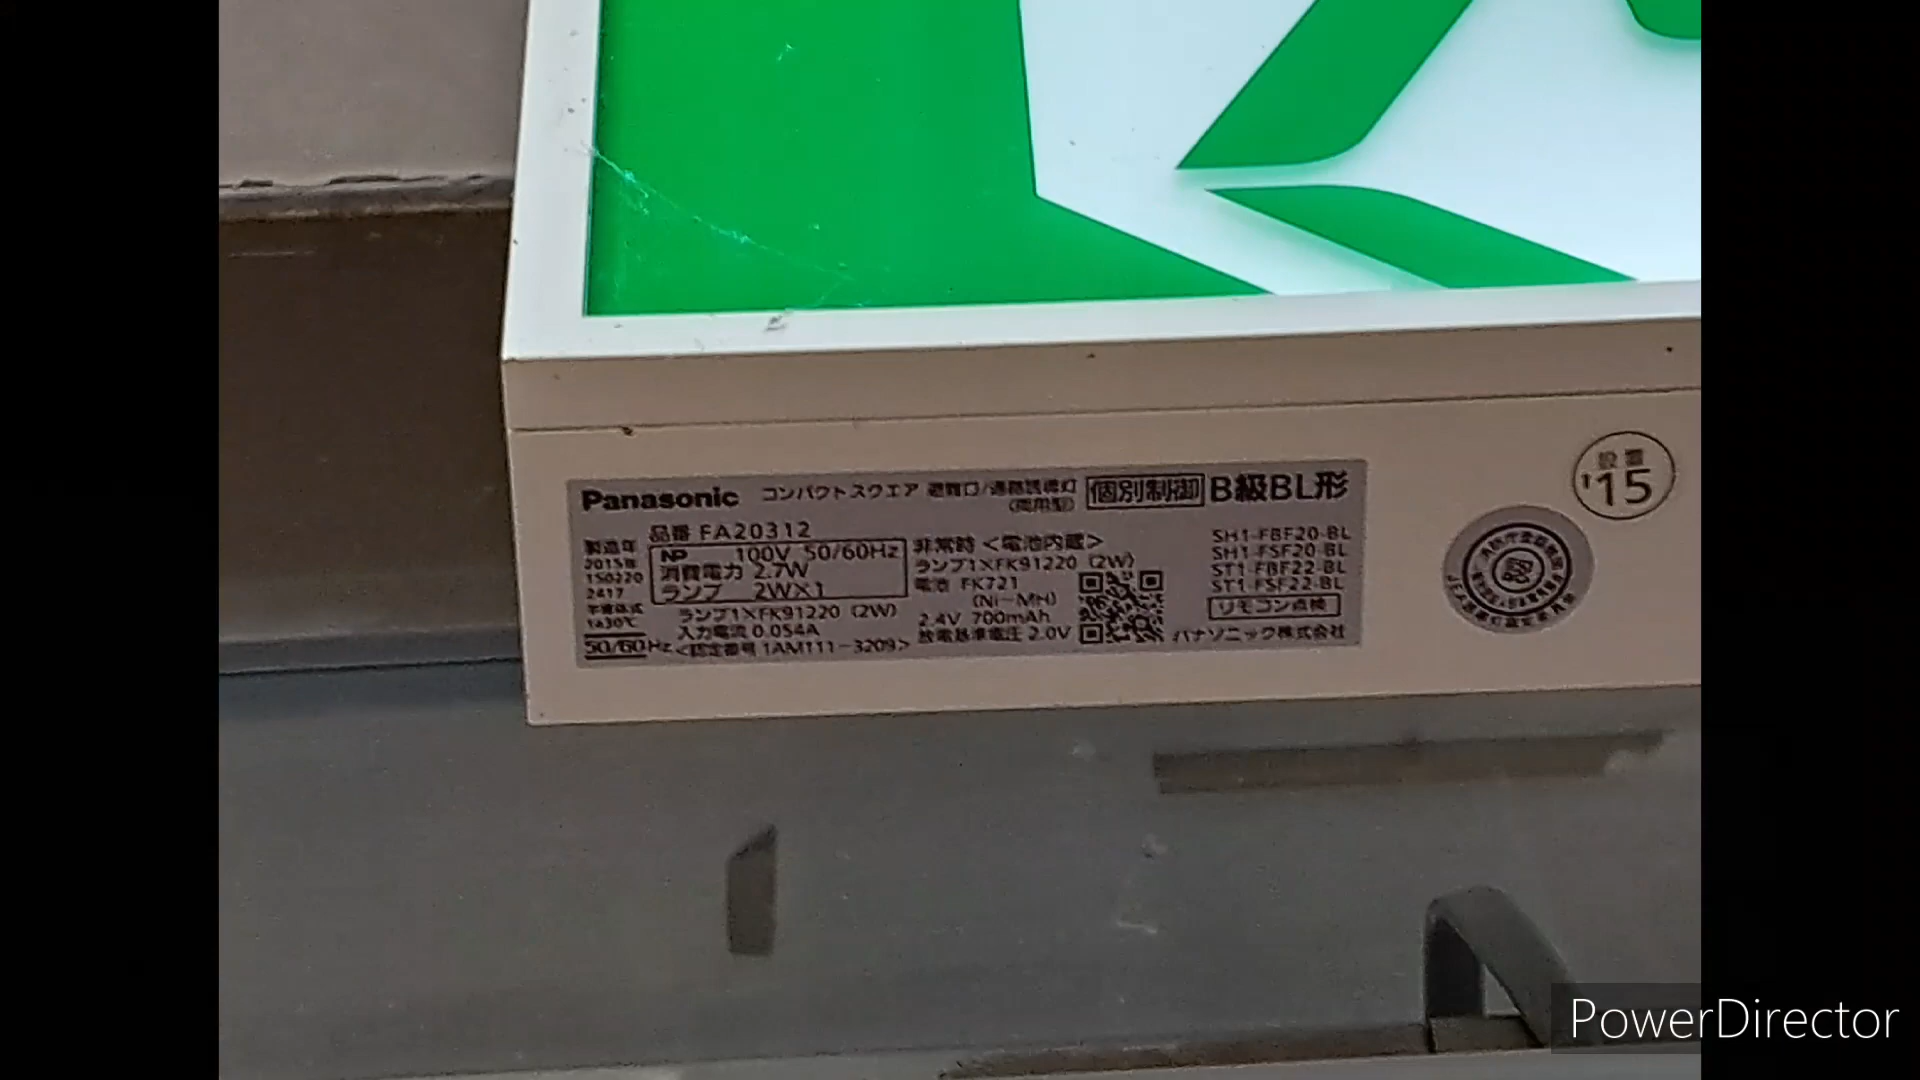 Panasonic コンパクトスクエア 避難口/通路誘導灯 (両用型) 個別制御 B級BL形
品番 FA20312
製造年
2015年
150220
2417
NP 100V 50/60Hz
消費電力 2.7W
ランプ 2W×1
ランプ1×FK91220 (2W)
入力電流 0.054A
50/60Hz <認定番号 1AM111-3209>
非常時 <電池内蔵>
ランプ1×FK91220 (2W)
電池 FK721
(Ni-MH)
2.4V 700mAh
放電基準電圧 2.0V
SH1-FBF20-BL
SH1-FSF20-BL
ST1-FBF22-BL
ST1-FSF22-BL
リモコン点検
パナソニック株式会社
設置
'15
PowerDirector